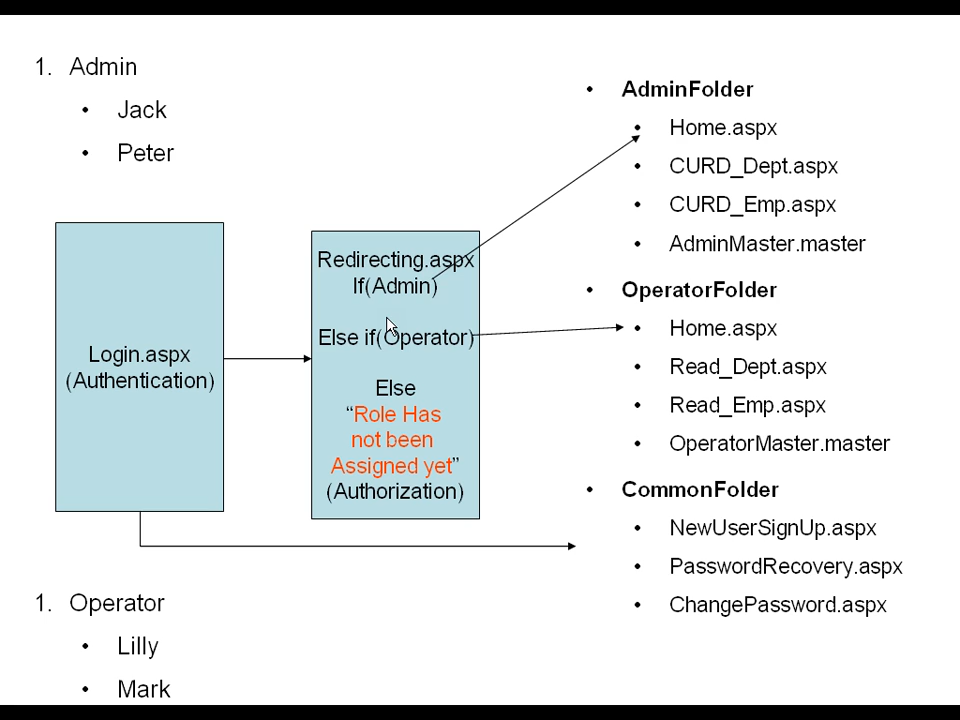 1. Admin
• Jack
• Peter
Login.aspx
(Authentication)
Redirecting.aspx
If(Admin)
Else if(Operator)
Else
“Role Has
not been
Assigned yet”
(Authorization)
• AdminFolder
• Home.aspx
• CURD_Dept.aspx
• CURD_Emp.aspx
• AdminMaster.master
• OperatorFolder
• Home.aspx
• Read_Dept.aspx
• Read_Emp.aspx
• OperatorMaster.master
• CommonFolder
• NewUserSignUp.aspx
• PasswordRecovery.aspx
• ChangePassword.aspx
1. Operator
• Lilly
• Mark